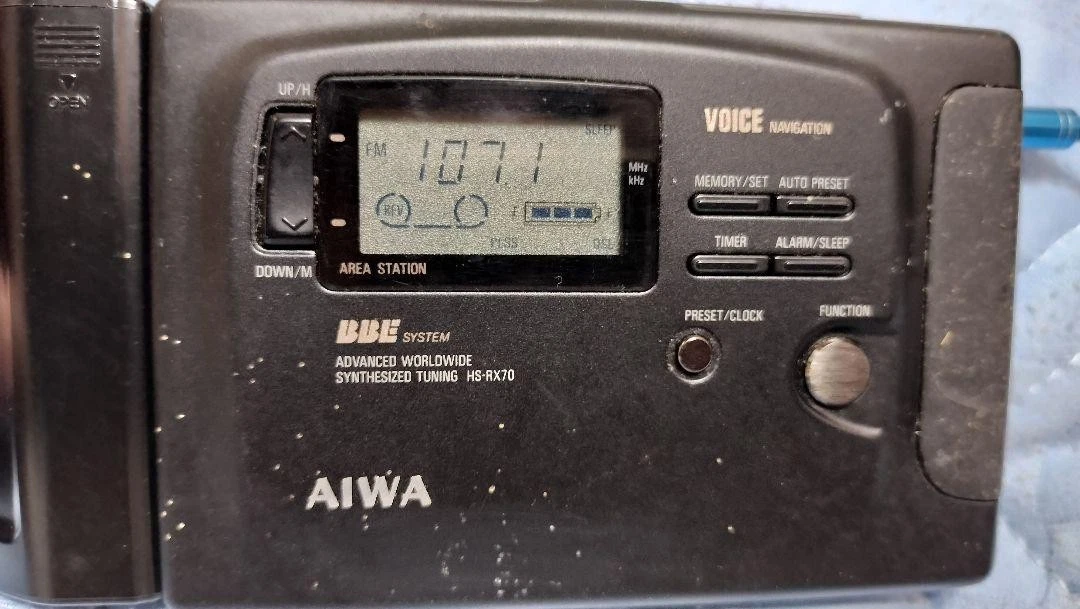 OPEN
UP/H
DOWN/M
SLEEP
FM 107.1
MHz
kHz
REV
AREA STATION
VOICE NAVIGATION
MEMORY/SET AUTO PRESET
TIMER ALARM/SLEEP
PRESET/CLOCK FUNCTION
BBE SYSTEM
ADVANCED WORLDWIDE
SYNTHESIZED TUNING HS-RX70
AIWA